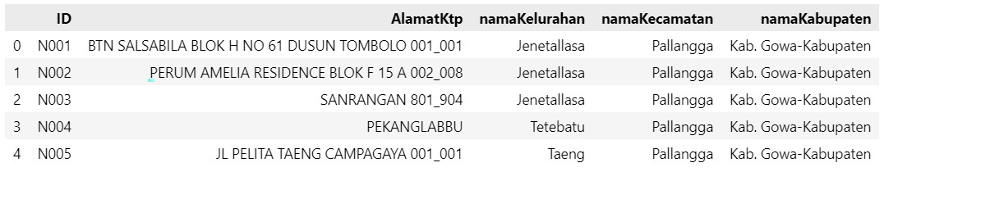 ID AlamatKtp namaKelurahan namaKecamatan namaKabupaten
0 N001 BTN SALSABILA BLOK H NO 61 DUSUN TOMBOLO 001_001 Jenetallasa Pallangga Kab. Gowa-Kabupaten
1 N002 PERUM AMELIA RESIDENCE BLOK F 15 A 002_008 Jenetallasa Pallangga Kab. Gowa-Kabupaten
2 N003 SANRANGAN 801_904 Jenetallasa Pallangga Kab. Gowa-Kabupaten
3 N004 PEKANGLABBU Tetebatu Pallangga Kab. Gowa-Kabupaten
4 N005 JL PELITA TAENG CAMPAGAYA 001_001 Taeng Pallangga Kab. Gowa-Kabupaten